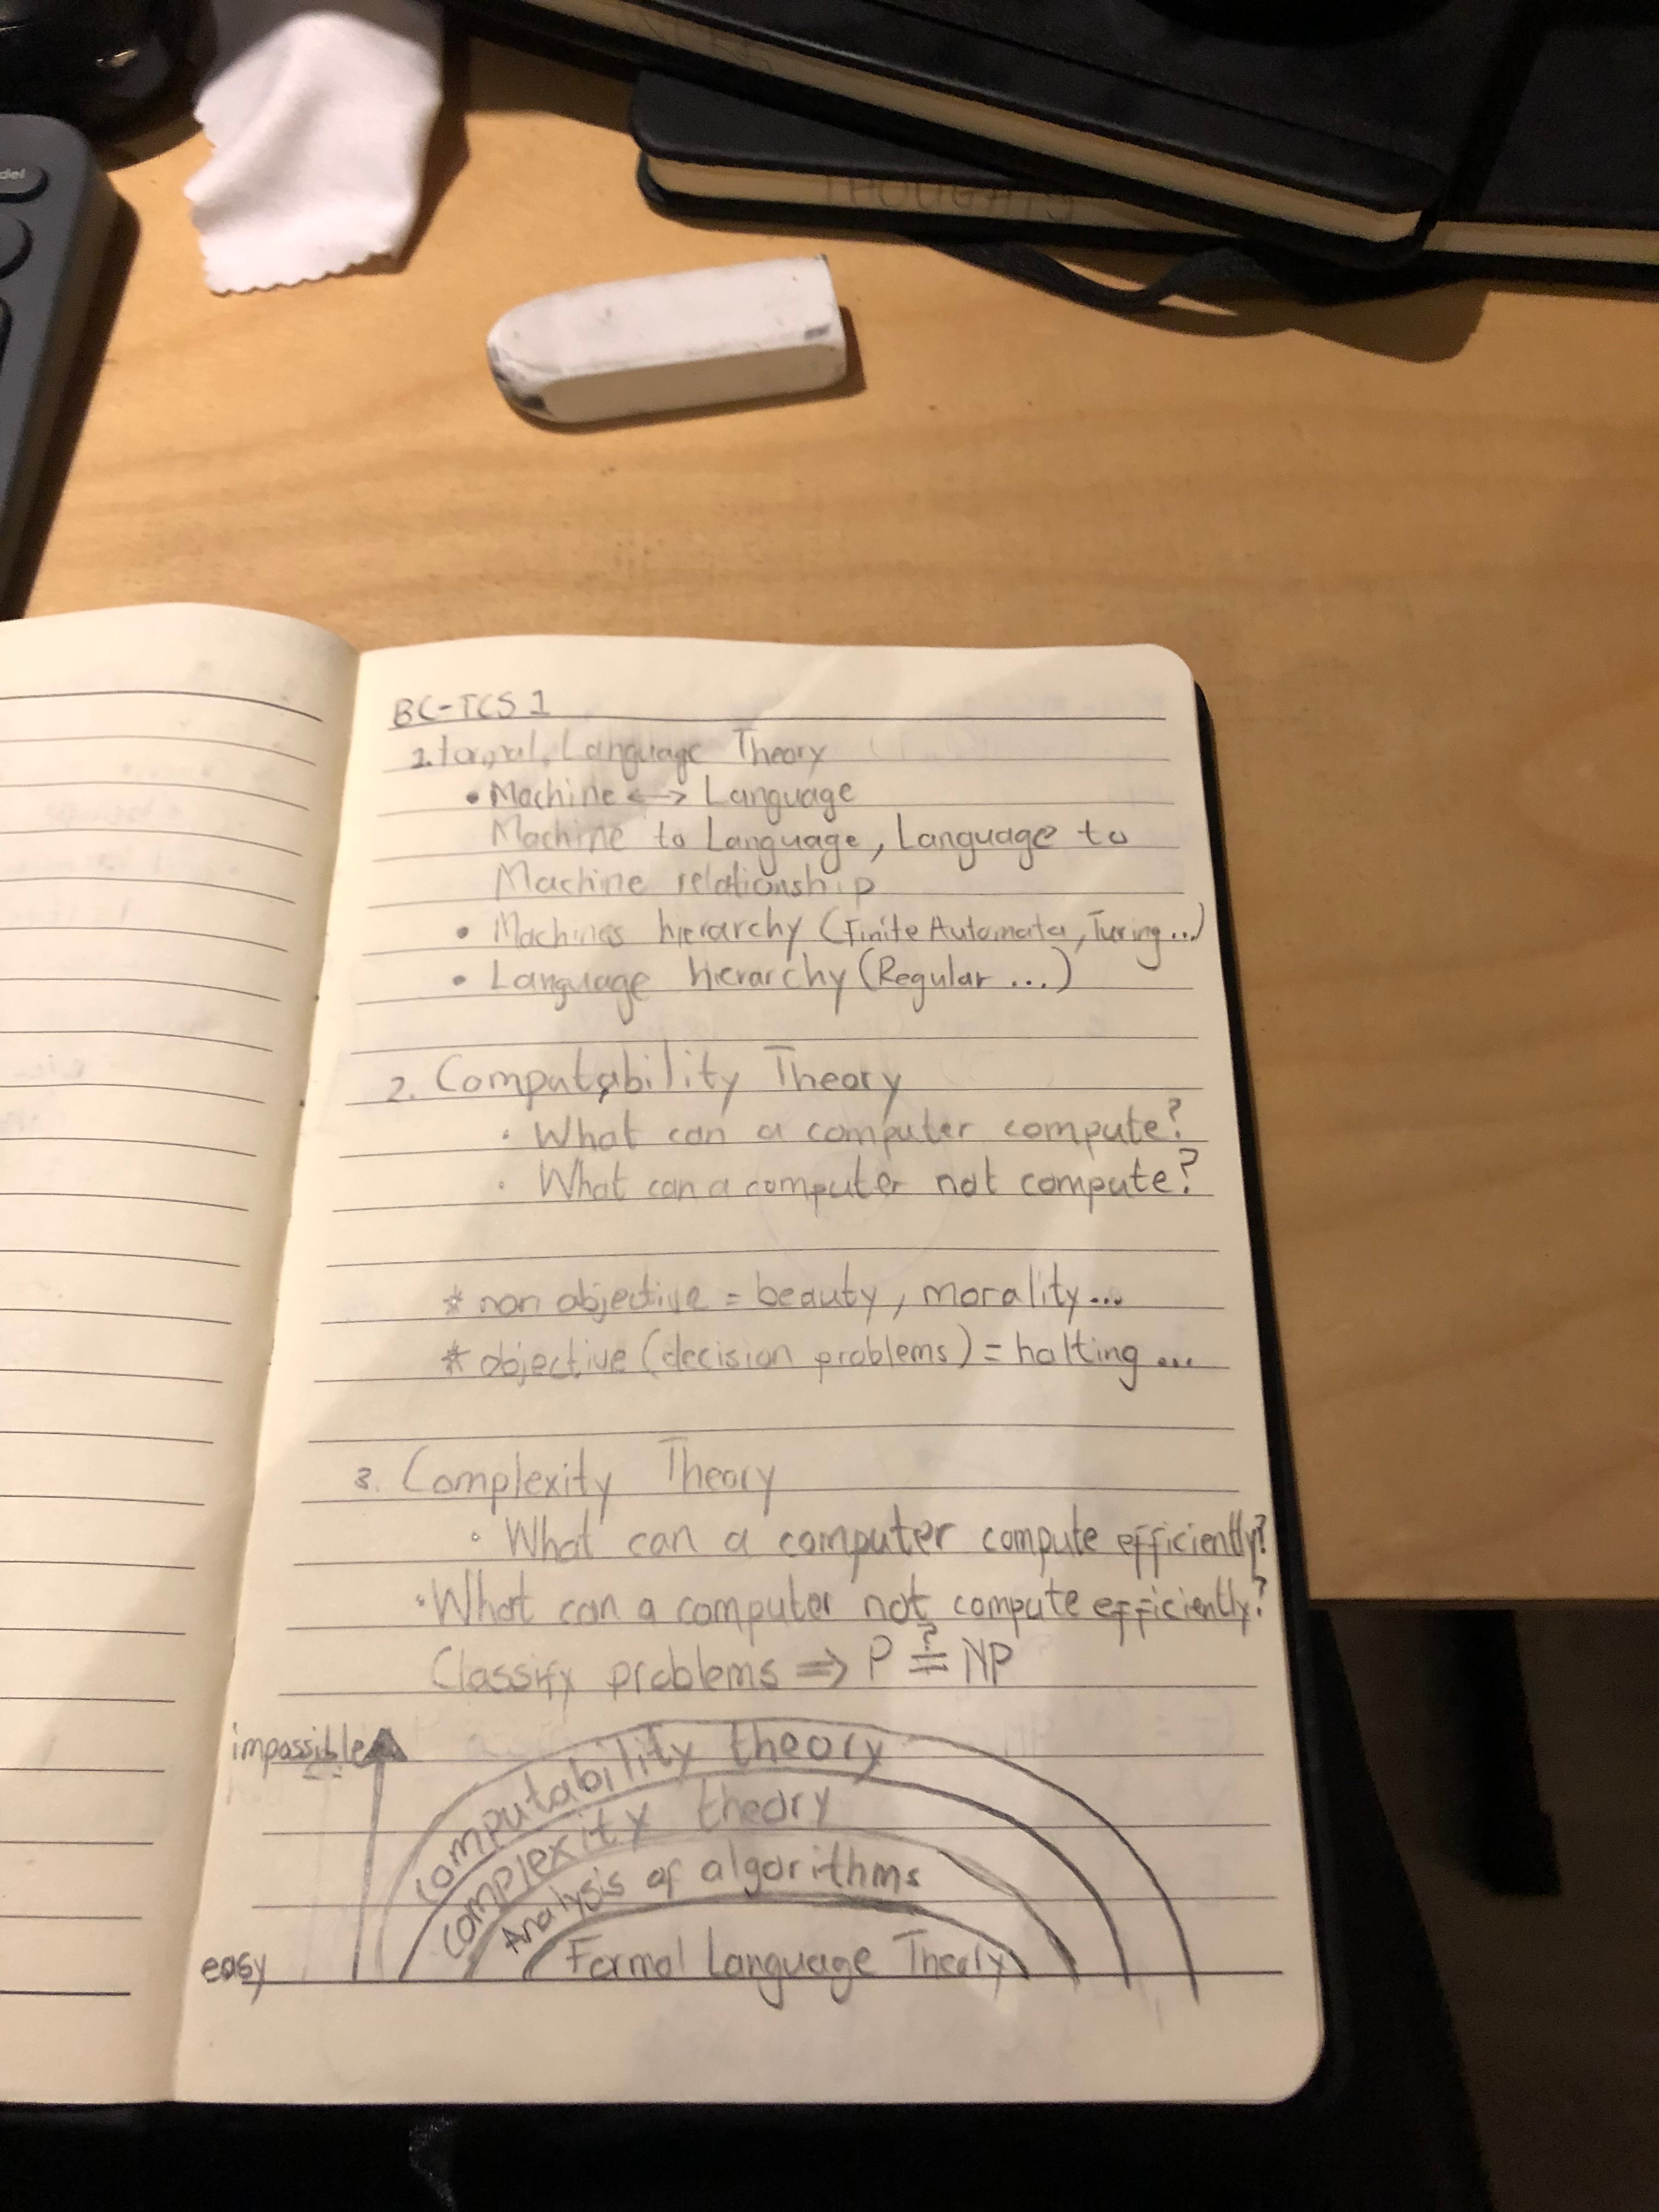 del
THOUGHTS
BC-TCS 1
1. Formal Language Theory
• Machine <-> Language
Machine to Language, Language to
Machine relationship
• Machines hierarchy (Finite Automata, Turing...)
• Language hierarchy (Regular ...)
2. Computability Theory
• What can a computer compute?
• What can a computer not compute?
* non objective = beauty, morality...
* objective (decision problems) = halting ...
3. Complexity Theory
• What can a computer compute efficiently?
• What can a computer not compute efficiently?
Classify problems ⇒ P ≟ NP
impossible
computability theory
complexity theory
Analysis of algorithms
Formal Language Theory
easy